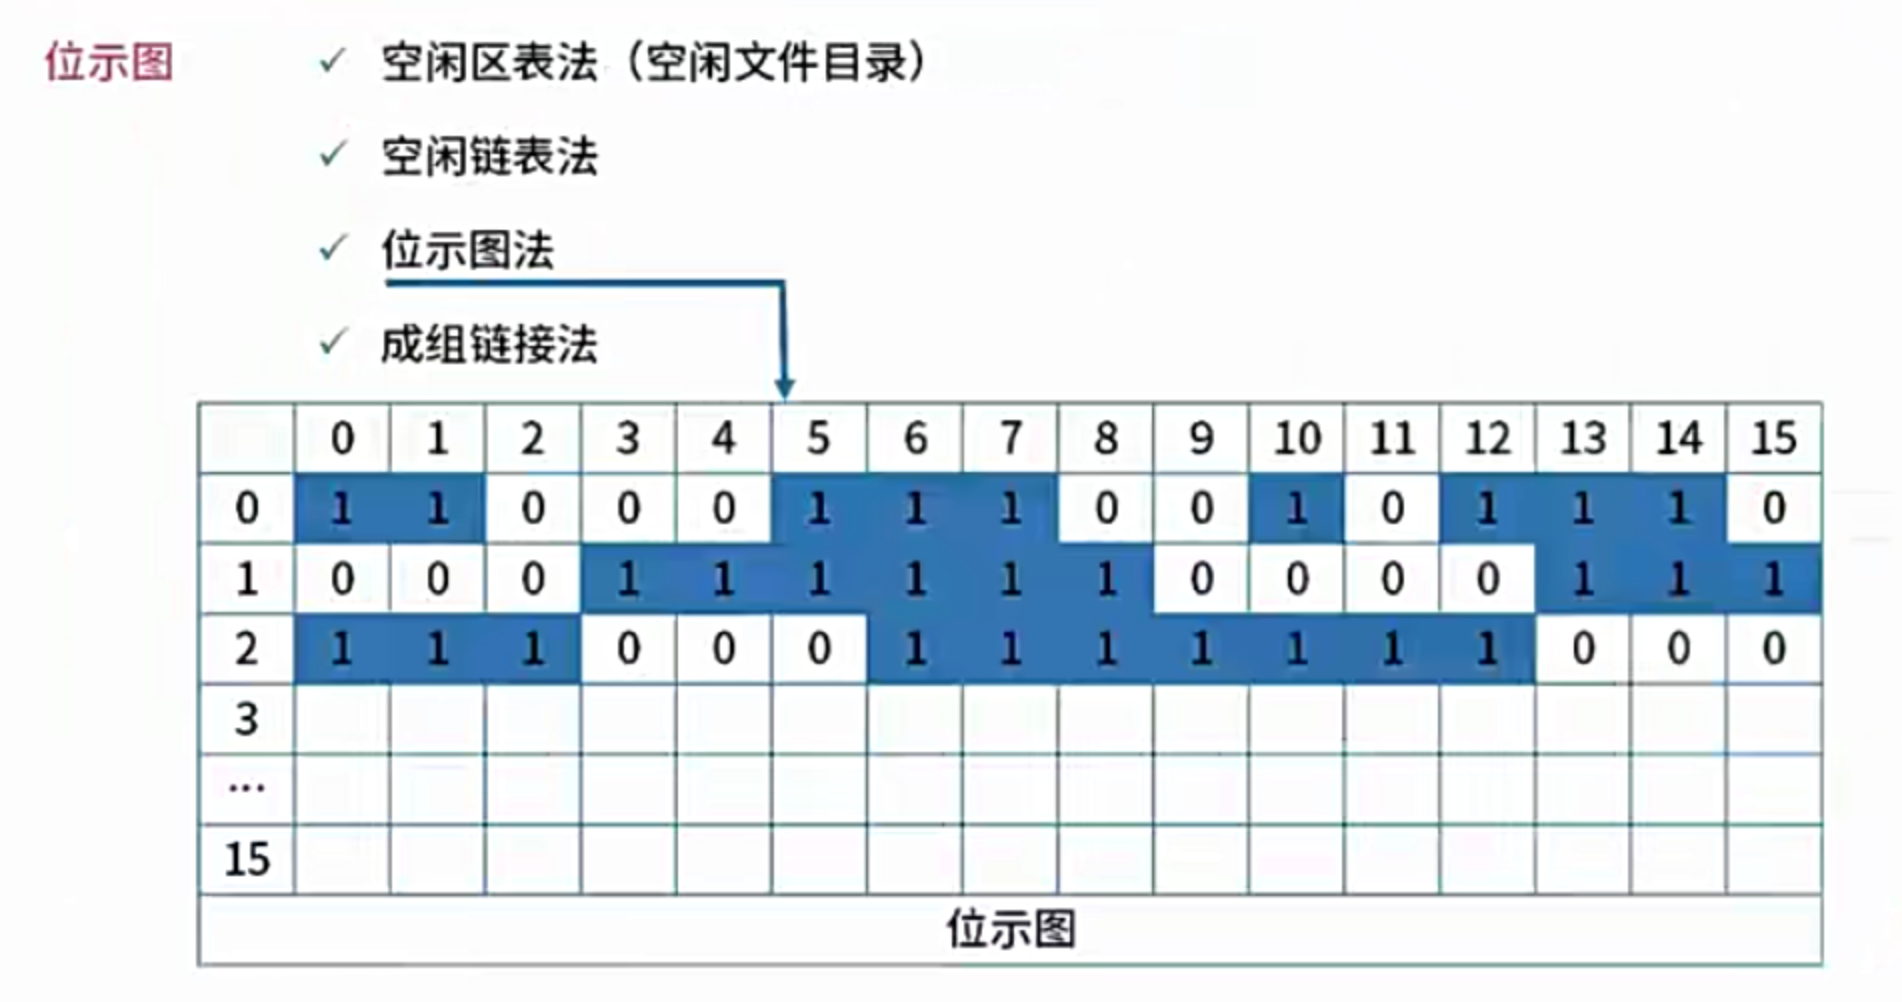 位示图
✓ 空闲区表法（空闲文件目录）
✓ 空闲链表法
✓ 位示图法
✓ 成组链接法
0 1 2 3 4 5 6 7 8 9 10 11 12 13 14 15
0 1 1 0 0 0 1 1 1 0 0 1 0 1 1 1 0
1 0 0 0 1 1 1 1 1 1 0 0 0 0 1 1 1
2 1 1 1 0 0 0 1 1 1 1 1 1 1 0 0 0
3
...
15
位示图